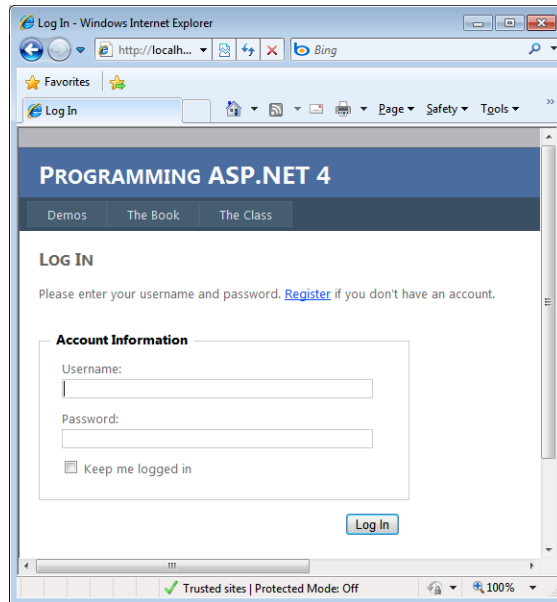 Log In - Windows Internet Explorer
http://localh...
Bing
Favorites
Log In
Page Safety Tools »
PROGRAMMING ASP.NET 4
Demos The Book The Class
LOG IN
Please enter your username and password. Register if you don't have an account.
Account Information
Username:
Password:
Keep me logged in
Log In
Trusted sites | Protected Mode: Off
100%